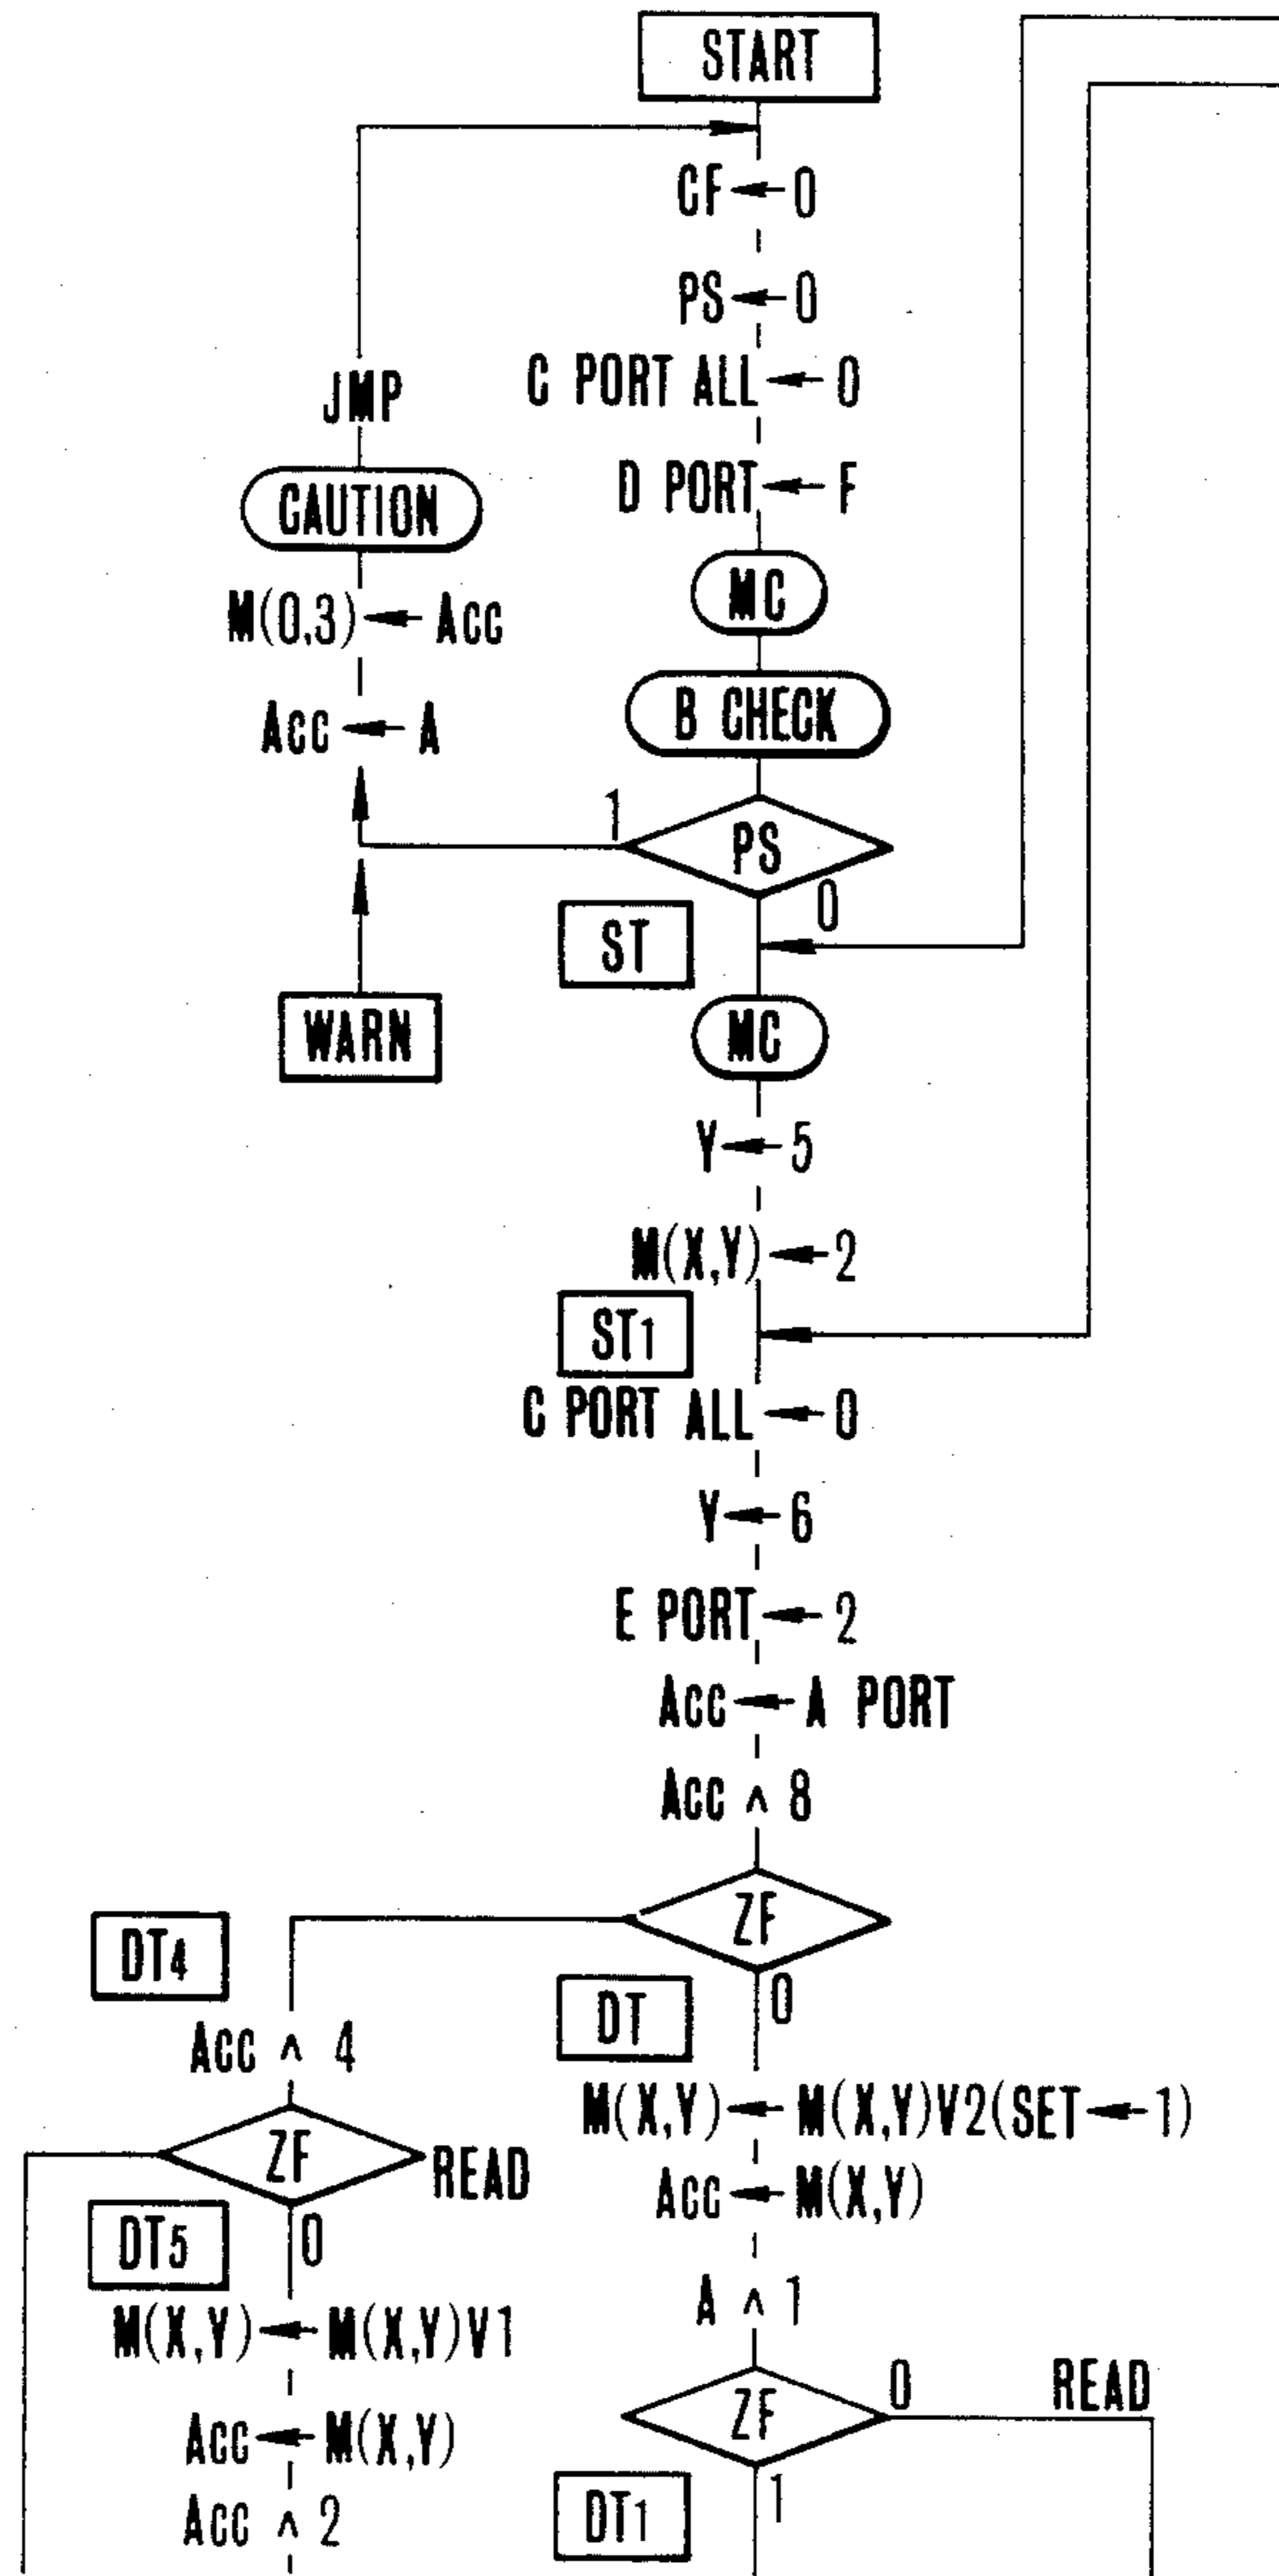 START
CF ← 0
PS ← 0
C PORT ALL ← 0
JMP
D PORT ← F
CAUTION
MC
M(0,3) ← Acc
B CHECK
Acc ← A
1
PS
0
ST
WARN
MC
Y ← 5
M(X,Y) ← 2
ST1
C PORT ALL ← 0
Y ← 6
E PORT ← 2
Acc ← A PORT
Acc ∧ 8
ZF
DT4
0
DT
Acc ∧ 4
M(X,Y) ← M(X,Y)V2(SET ← 1)
ZF
READ
Acc ← M(X,Y)
DT5
0
A ∧ 1
M(X,Y) ← M(X,Y)V1
0
READ
ZF
Acc ← M(X,Y)
1
DT1
Acc ∧ 2